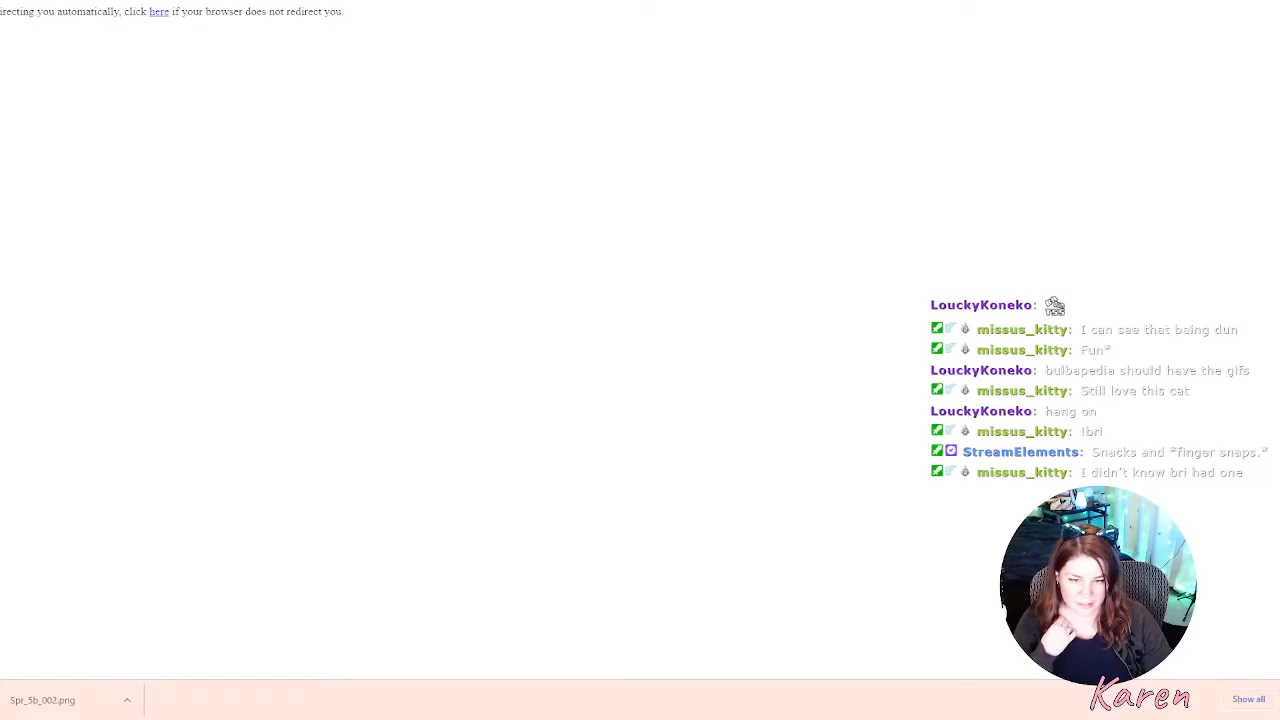 irecting you automatically, click here if your browser does not redirect you.
LouckyKoneko:
missus_kitty: I can see that being dun
missus_kitty: Fun*
LouckyKoneko: bulbapedia should have the gifs
missus_kitty: Still love this cat
LouckyKoneko: hang on
missus_kitty: !bri
StreamElements: Snacks and *finger snaps.*
missus_kitty: I didn't know bri had one
Karen
Spr_5b_002.png
Show all